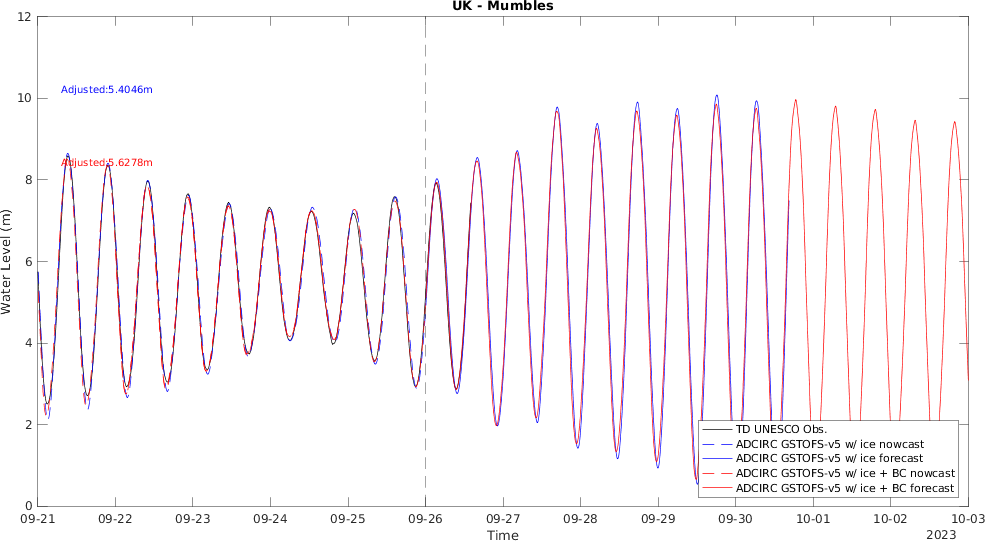 UK - Mumbles
12
10
8
6
4
2
0
Water Level (m)
Adjusted:5.4046m
Adjusted:5.6278m
TD UNESCO Obs.
ADCIRC GSTOFS-v5 w/ ice nowcast
ADCIRC GSTOFS-v5 w/ ice forecast
ADCIRC GSTOFS-v5 w/ ice + BC nowcast
ADCIRC GSTOFS-v5 w/ ice + BC forecast
09-21 09-22 09-23 09-24 09-25 09-26 09-27 09-28 09-29 09-30 10-01 10-02 10-03
Time
2023